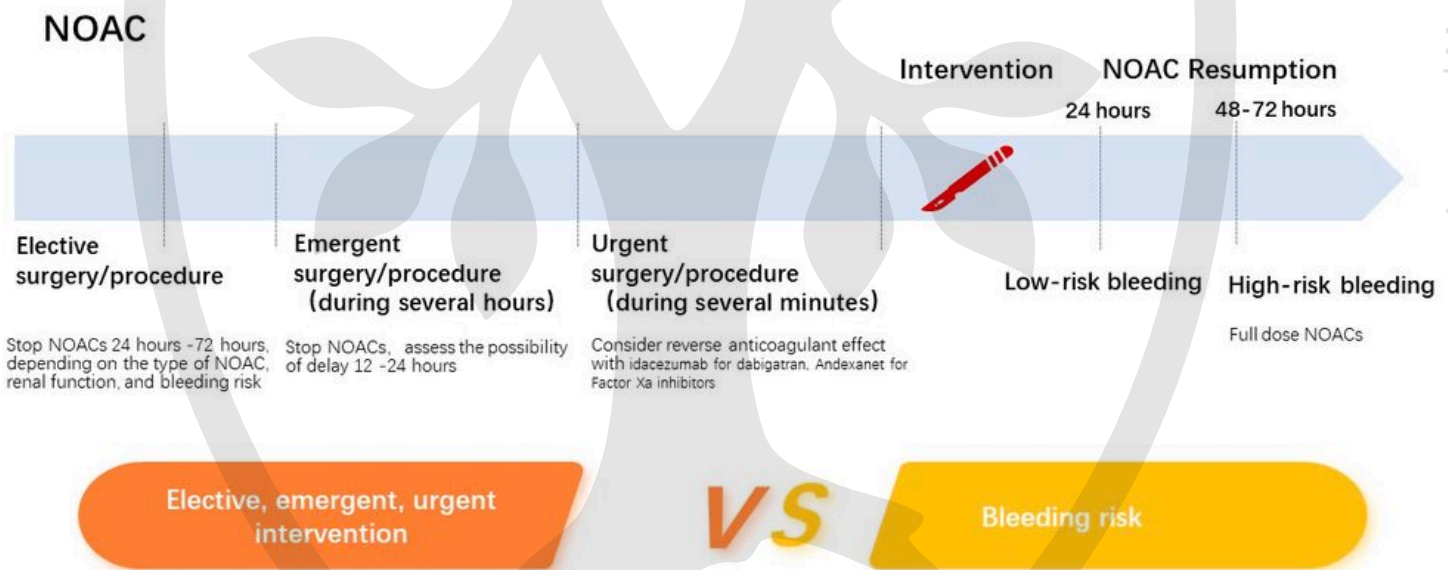 NOAC
Intervention
NOAC Resumption
24 hours
48-72 hours
Elective
surgery/procedure
Stop NOACs 24 hours -72 hours,
depending on the type of NOAC,
renal function, and bleeding risk
Emergent
surgery/procedure
(during several hours)
Stop NOACs, assess the possibility
of delay 12 -24 hours
Urgent
surgery/procedure
(during several minutes)
Consider reverse anticoagulant effect
with idacezumab for dabigatran, Andexanet for
Factor Xa inhibitors
Low-risk bleeding
High-risk bleeding
Full dose NOACs
Elective, emergent, urgent
intervention
VS
Bleeding risk